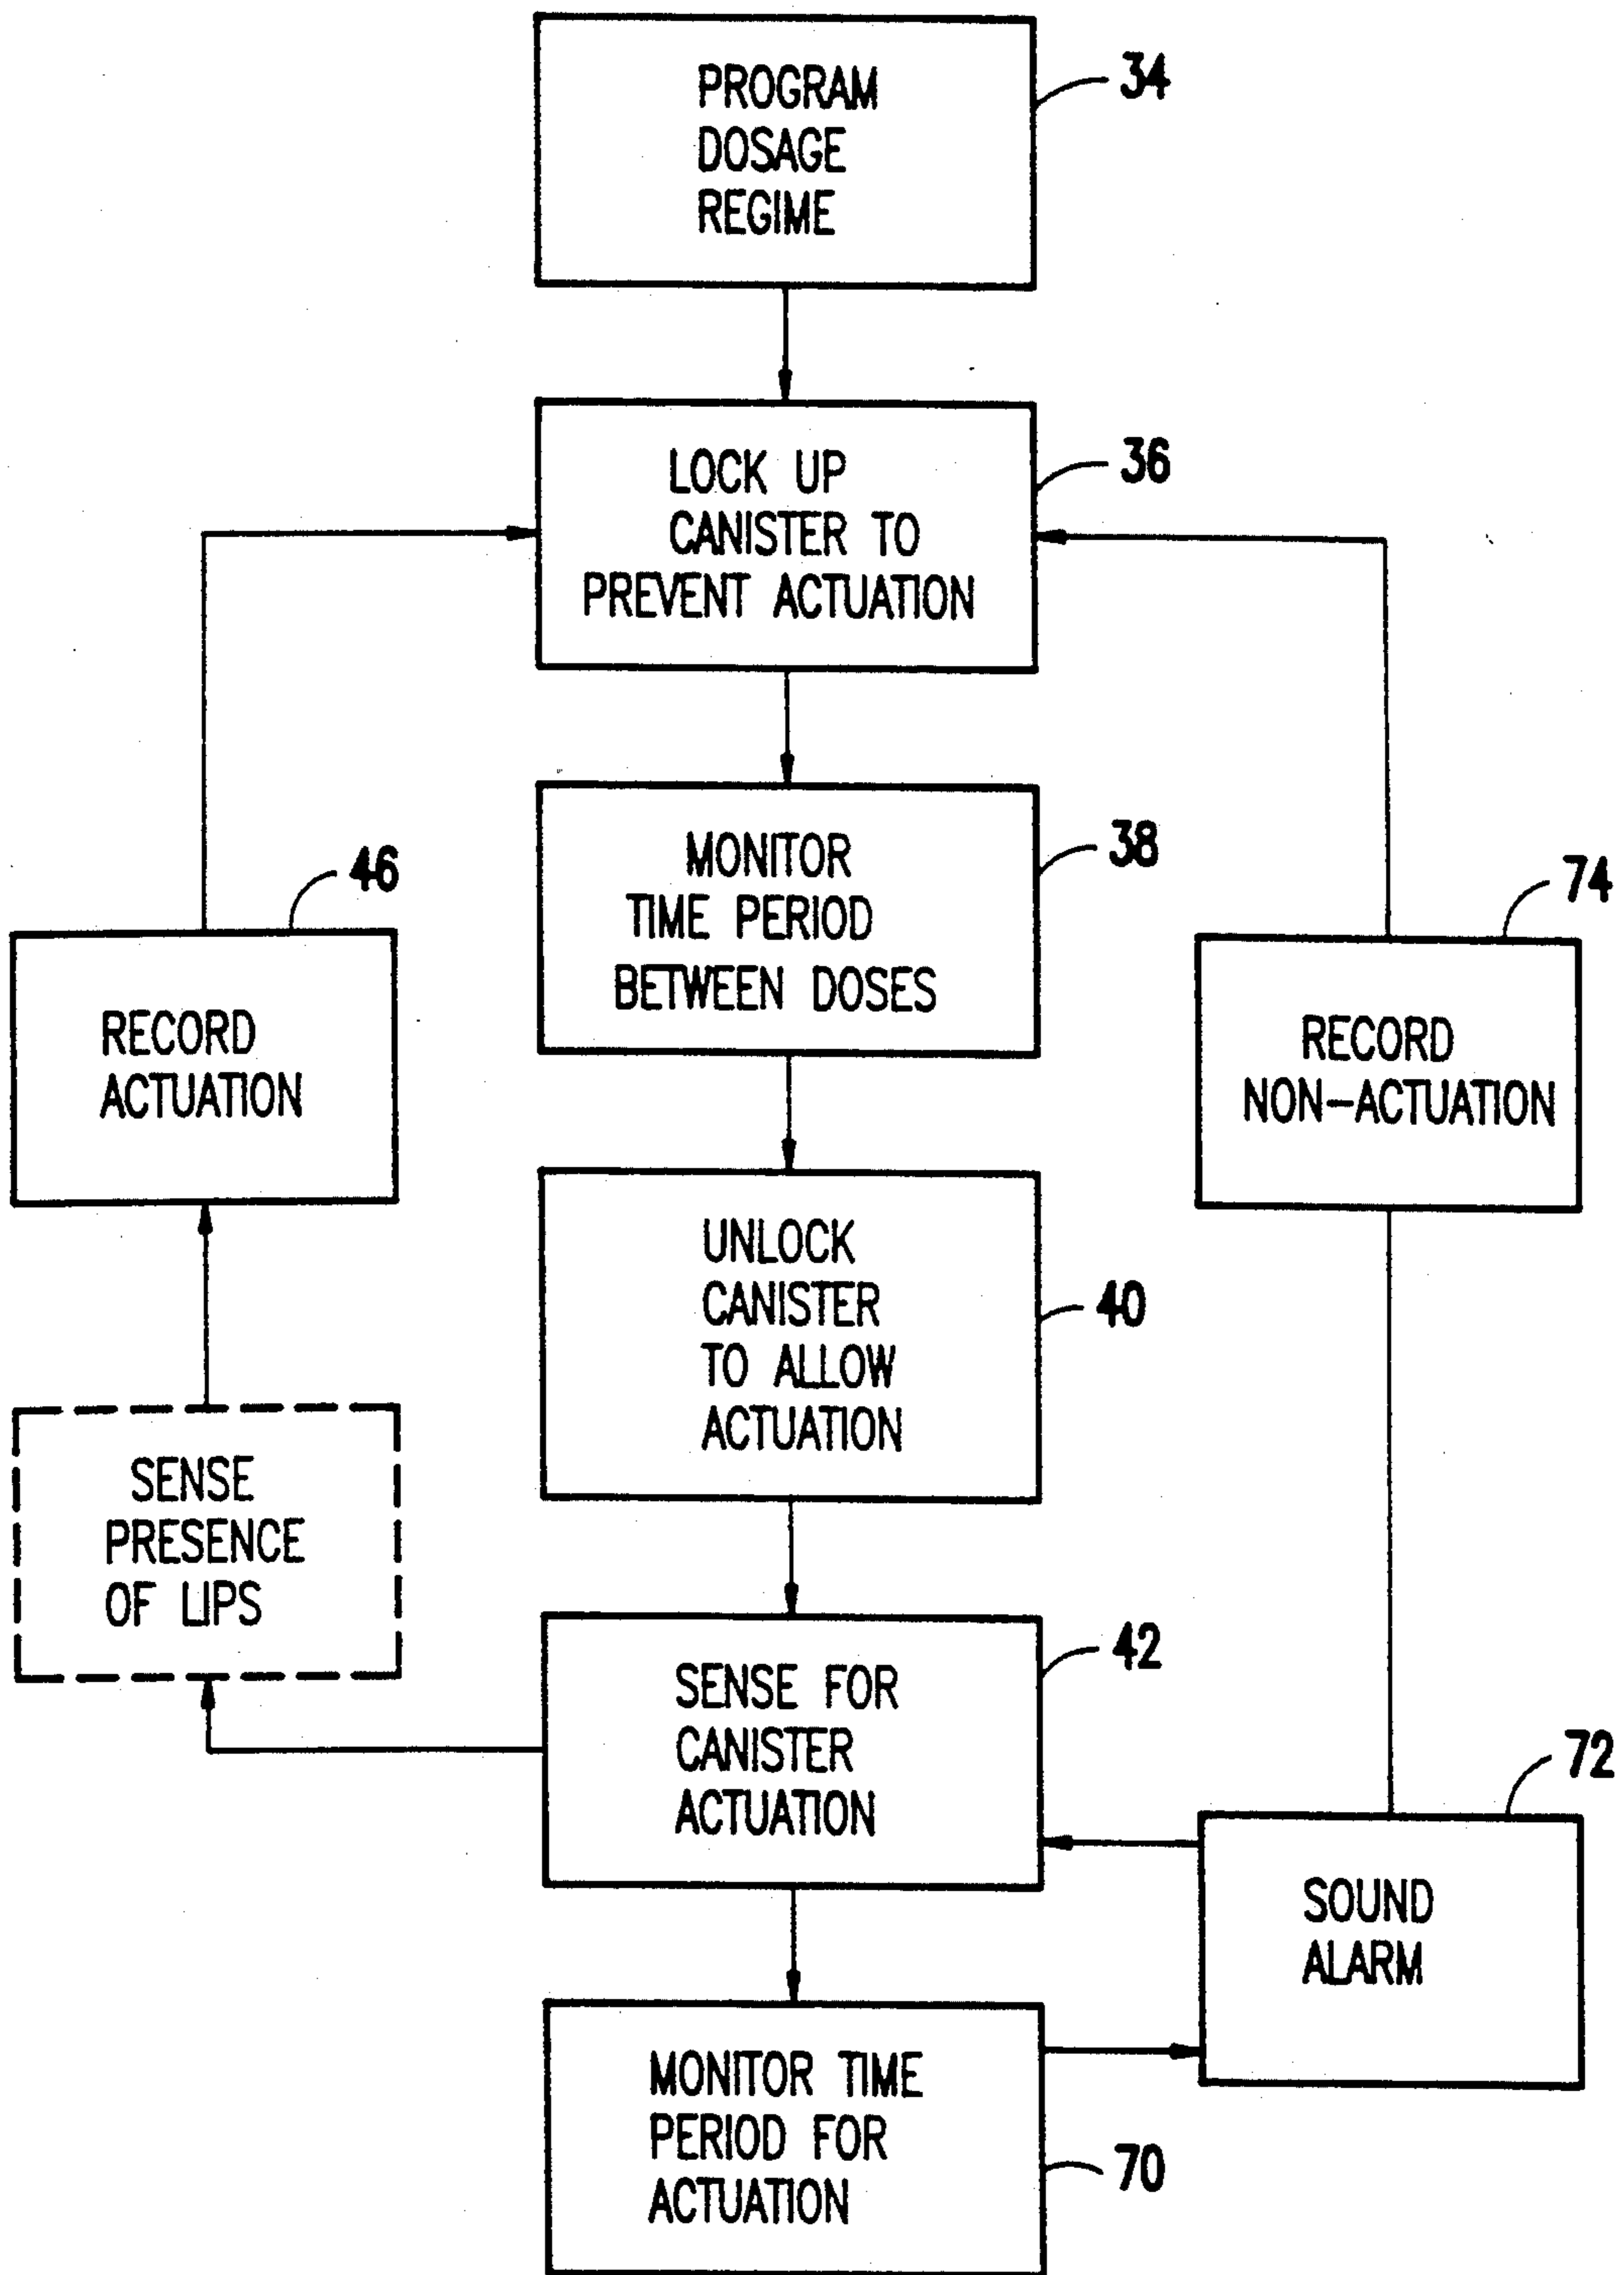 PROGRAM
DOSAGE
REGIME
34
LOCK UP
CANISTER TO
PREVENT ACTUATION
36
MONITOR
TIME PERIOD
BETWEEN DOSES
38
46
RECORD
ACTUATION
74
RECORD
NON-ACTUATION
UNLOCK
CANISTER
TO ALLOW
ACTUATION
40
SENSE
PRESENCE
OF LIPS
SENSE FOR
CANISTER
ACTUATION
42
72
SOUND
ALARM
MONITOR TIME
PERIOD FOR
ACTUATION
70